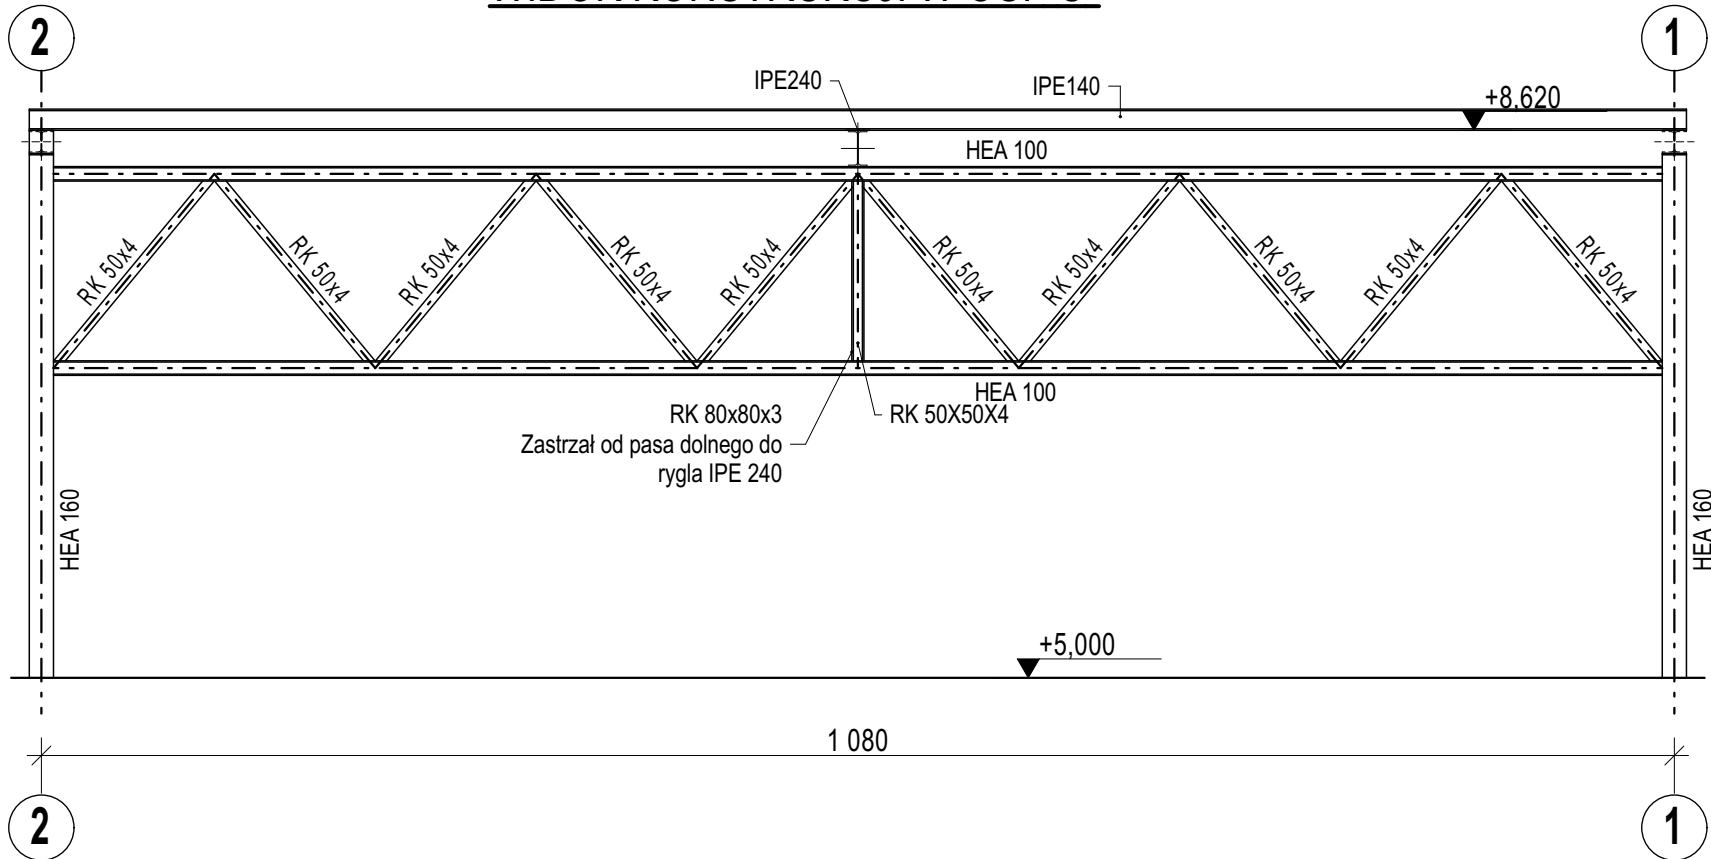 2
1
IPE240
IPE140
+8,620
HEA 100
RK 50x4
RK 50x4
RK 50x4
RK 50x4
RK 50x4
RK 50x4
RK 50x4
RK 50x4
RK 50x4
RK 50x4
HEA 100
RK 80x80x3
RK 50X50X4
Zastrzał od pasa dolnego do
rygla IPE 240
HEA 160
HEA 160
+5,000
1 080
2
1